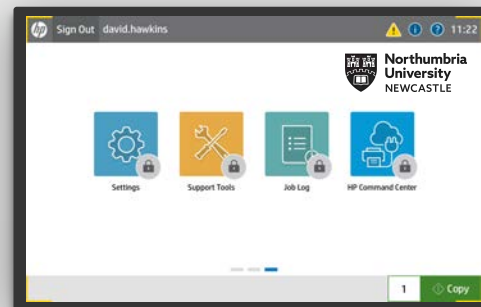 hp Sign Out david.hawkins 11:22
Northumbria
University
NEWCASTLE
Settings Support Tools Job Log HP Command Center
1 Copy